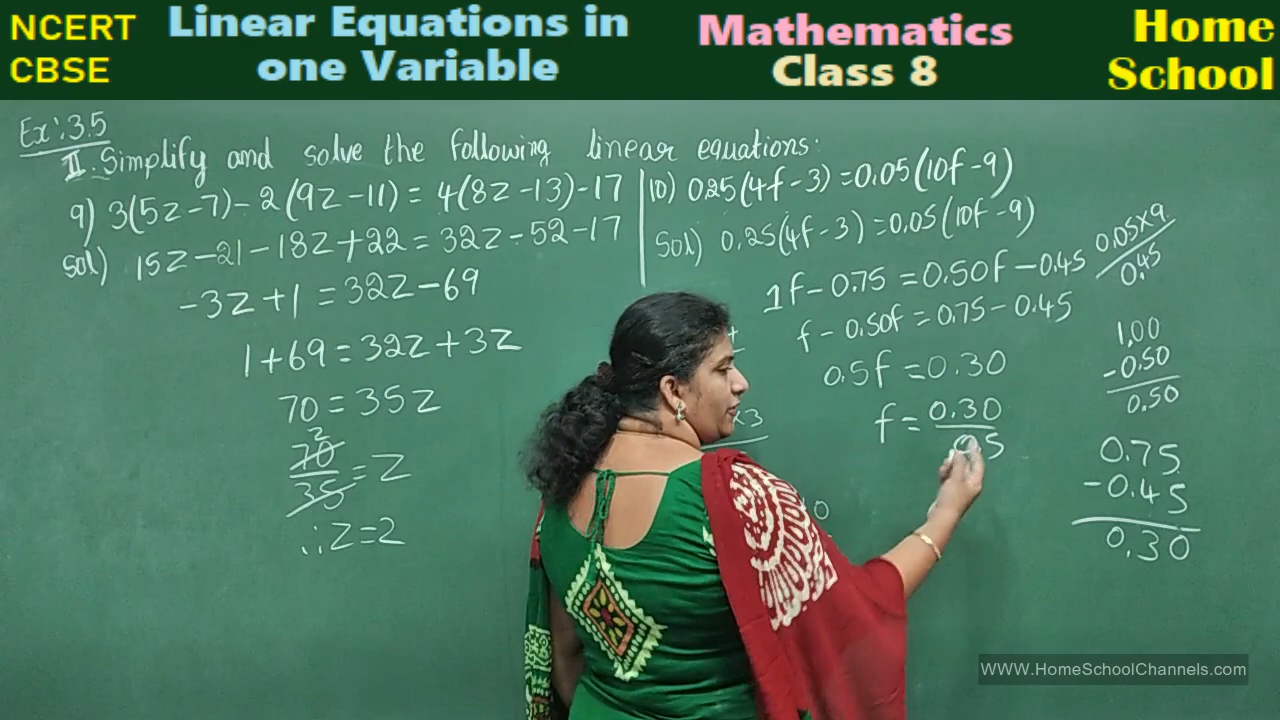 NCERT
CBSE
Linear Equations in
one Variable
Mathematics
Class 8
Home
School
Ex:3.5
II. Simplify and solve the following linear equations:
9) 3(5z-7)-2(9z-11)=4(8z-13)-17
Sol) 15z-21-18z+22=32z-52-17
-3z+1=32z-69
1+69=32z+3z
70=35z
2
70/35=z
∴z=2
10) 0.25(4f-3)=0.05(10f-9)
Sol) 0.25(4f-3)=0.05(10f-9)
1f-0.75=0.50f-0.45
f-0.50f=0.75-0.45
0.5f=0.30
f=0.30
0.5
×3
0.05×9
0.45
1.00
-0.50
0.50
0.75
-0.45
0.30
WWW.HomeSchoolChannels.com